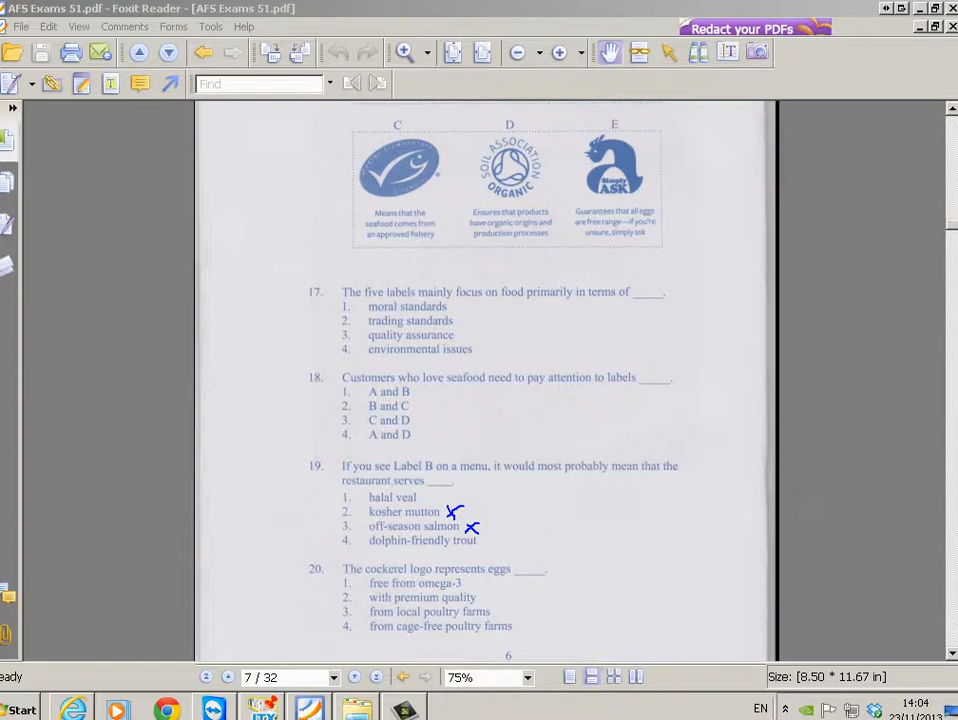 AFS Exams 51.pdf - Foxit Reader - [AFS Exams 51.pdf]
File Edit View Comments Forms Tools Help
Redact your PDFs
Find
C D E
MARINE STEWARDSHIP COUNCIL
SOIL ASSOCIATION
ORGANIC
Simply
ASK
Means that the
seafood comes from
an approved fishery
Ensures that products
have organic origins and
production processes
Guarantees that all eggs
are free range—if you're
unsure, simply ask
17. The five labels mainly focus on food primarily in terms of _____.
1. moral standards
2. trading standards
3. quality assurance
4. environmental issues
18. Customers who love seafood need to pay attention to labels _____.
1. A and B
2. B and C
3. C and D
4. A and D
19. If you see Label B on a menu, it would most probably mean that the
restaurant serves ____.
1. halal veal
2. kosher mutton x
3. off-season salmon x
4. dolphin-friendly trout
20. The cockerel logo represents eggs _____.
1. free from omega-3
2. with premium quality
3. from local poultry farms
4. from cage-free poultry farms
6
eady
7 / 32
75%
Size: [8.50 * 11.67 in]
Start
EN
14:04
23/11/2013